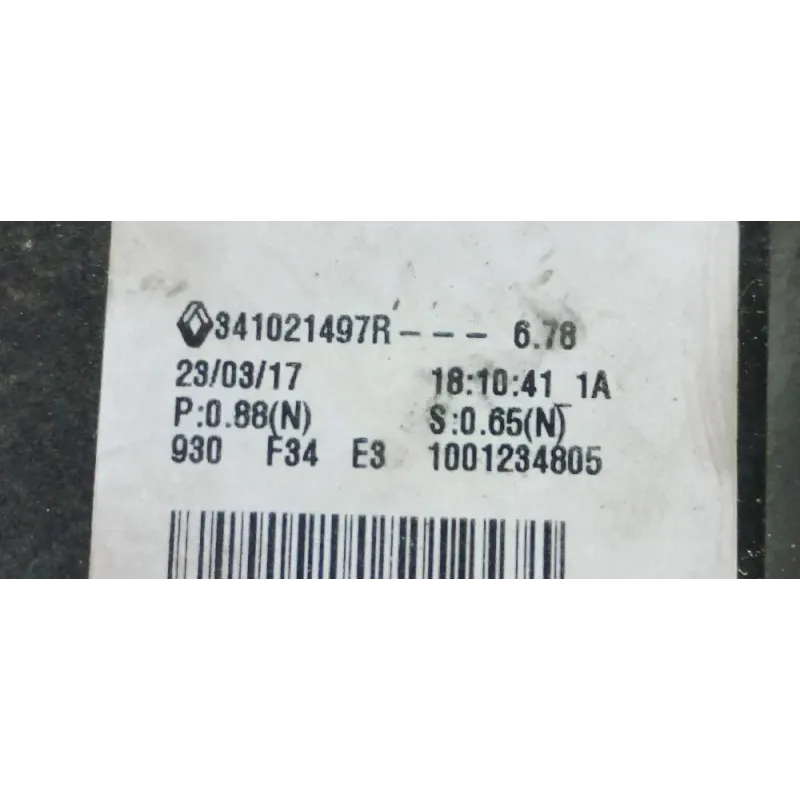 341021497R--- 6.78
23/03/17 18:10:41 1A
P:0.88(N) S:0.65(N)
930 F34 E3 1001234805